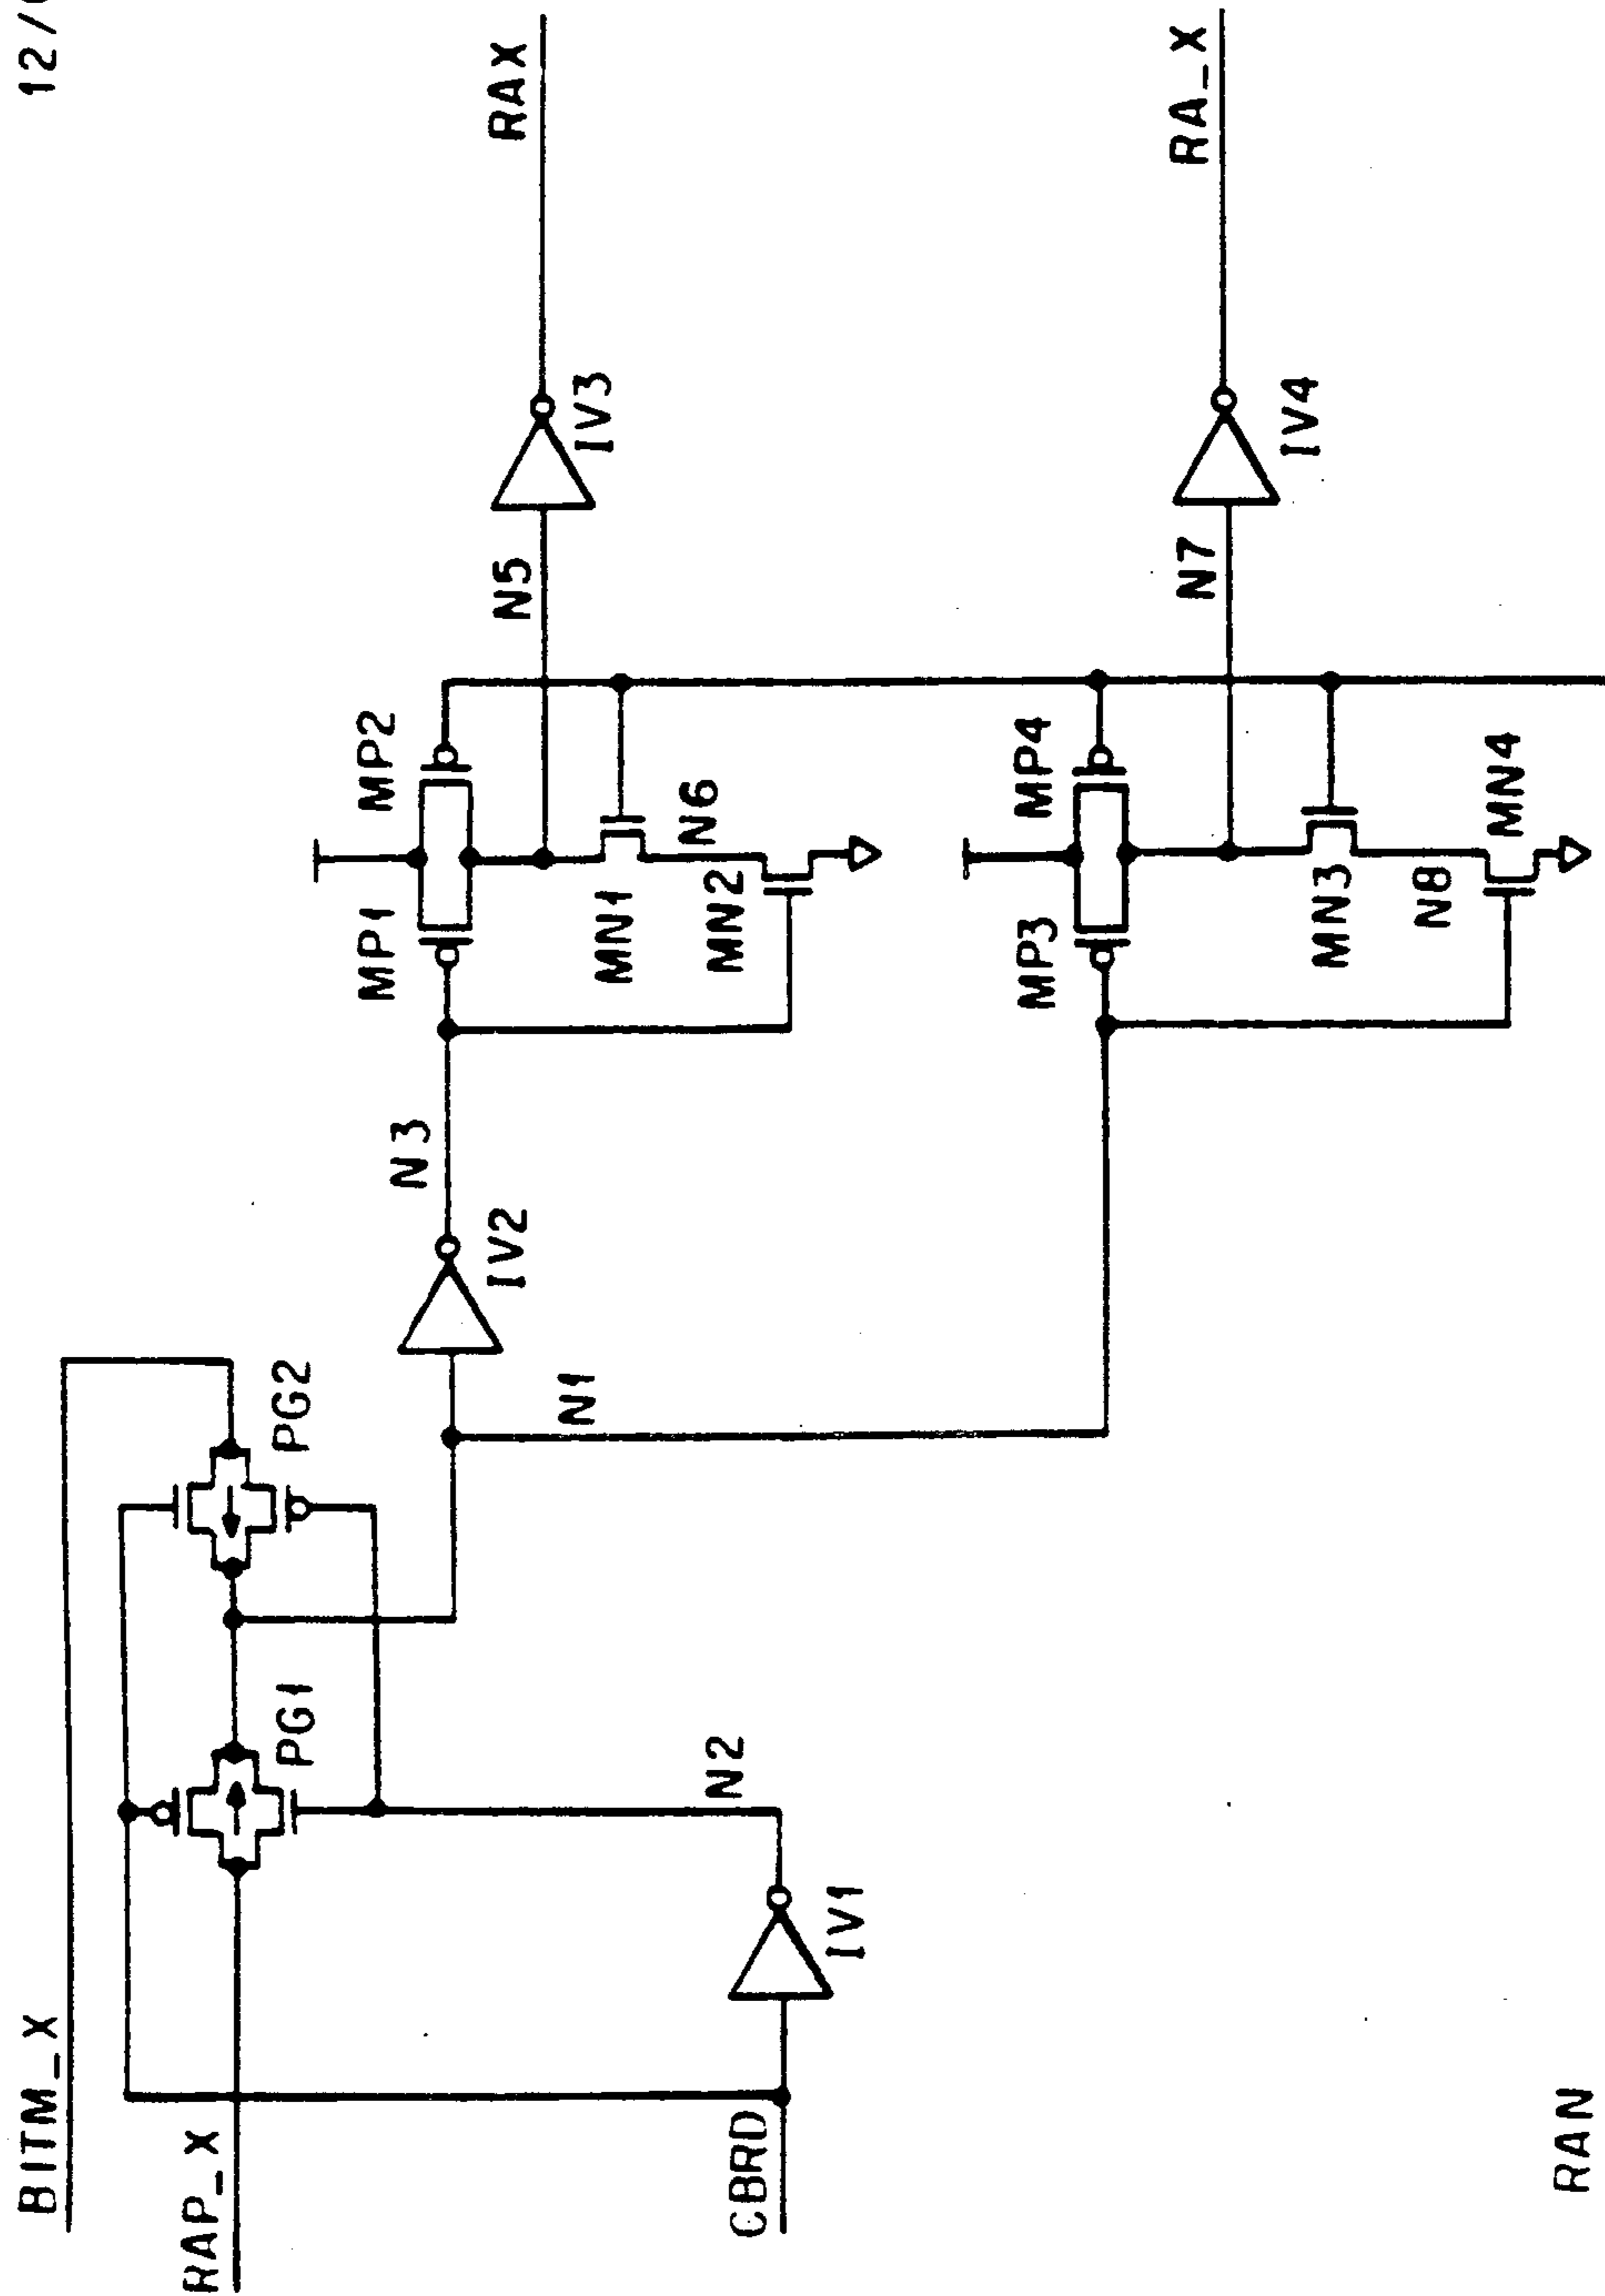 12/
BITM_X
RAP_X
CBRD
RAN
PG1
PG2
IV1
N2
N1
IV2
N3
MP1
MP2
MN1
N6
MN2
N5
IV3
RAX
MP3
MP4
MN3
N8
MN4
N7
IV4
RA_X